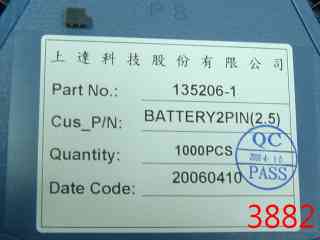 P 8
上達科技股份有限公司
Part No.: 135206-1
Cus_P/N: BATTERY2PIN(2.5)
Quantity: 1000PCS
Date Code: 20060410
QC
PASS
3882